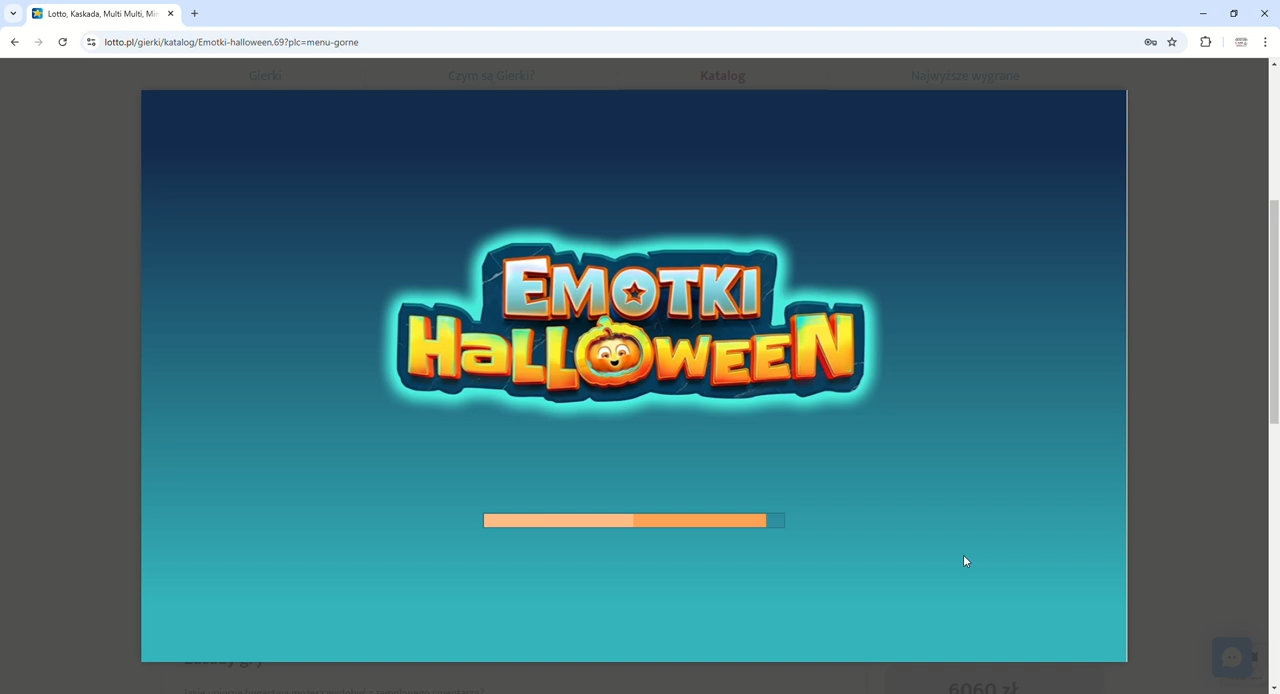 Lotto, Kaskada, Multi Multi, Mi
lotto.pl/gierki/katalog/Emotki-halloween,69?plc=menu-gorne
Gierki
Czym są Gierki?
Katalog
Najwyższe wygrane
EMOTKI
HALLOWEEN
6060 zł